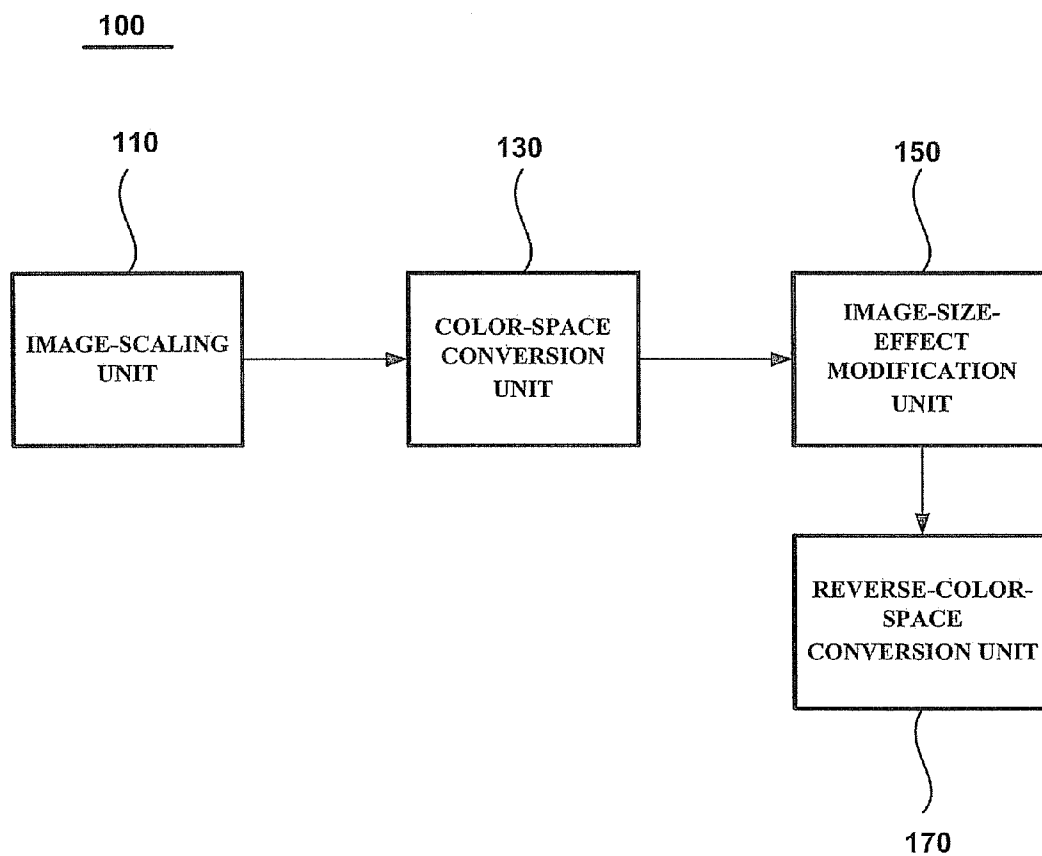 100
110
130
150
IMAGE-SCALING
UNIT
COLOR-SPACE
CONVERSION
UNIT
IMAGE-SIZE-
EFFECT
MODIFICATION
UNIT
REVERSE-COLOR-
SPACE
CONVERSION UNIT
170